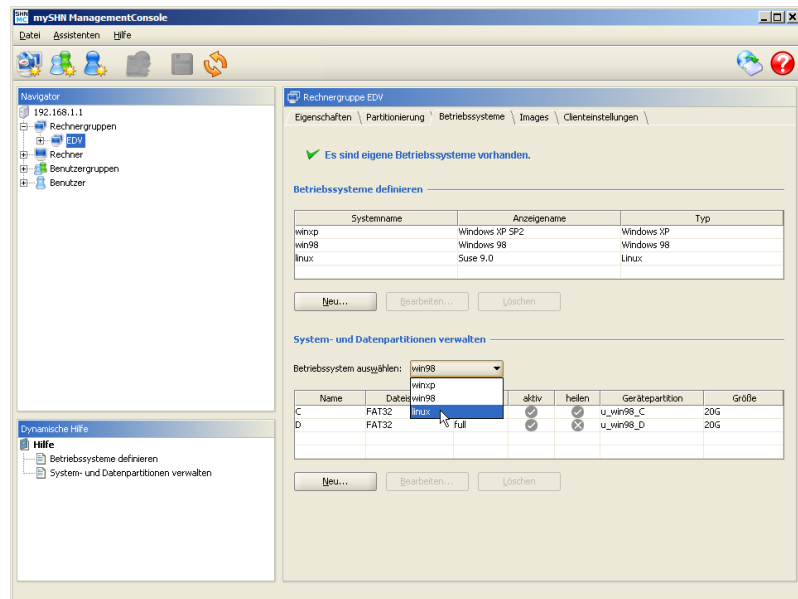 SHN MC mySHN ManagementConsole
Datei Assistenten Hilfe
Navigator
192.168.1.1
Rechnergruppen
EDV
Rechner
Benutzergruppen
Benutzer
Dynamische Hilfe
Hilfe
Betriebssysteme definieren
System- und Datenpartitionen verwalten
Rechnergruppe EDV
Eigenschaften Partitionierung Betriebssysteme Images Clienteinstellungen
Es sind eigene Betriebssysteme vorhanden.
Betriebssysteme definieren
Systemname Anzeigename Typ
winxp Windows XP SP2 Windows XP
win98 Windows 98 Windows 98
linux Suse 9.0 Linux
Neu... Bearbeiten... Löschen
System- und Datenpartitionen verwalten
Betriebssystem auswählen: win98
winxp
win98
linux
Name Dateis aktiv heilen Gerätepartition Größe
C FAT32 u_win98_C 20G
D FAT32 full u_win98_D 20G
Neu... Bearbeiten... Löschen